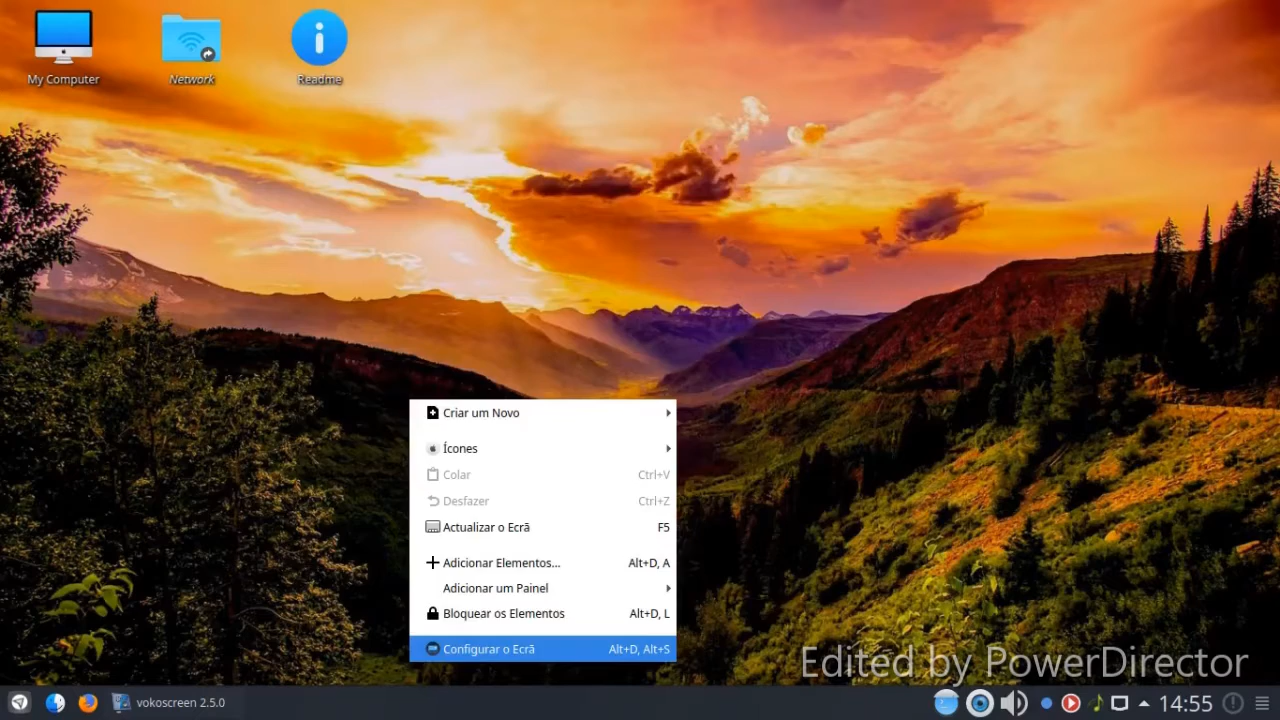 My Computer
Network
Readme
Criar um Novo
Ícones
Colar Ctrl+V
Desfazer Ctrl+Z
Actualizar o Ecrã F5
Adicionar Elementos... Alt+D, A
Adicionar um Painel
Bloquear os Elementos Alt+D, L
Configurar o Ecrã Alt+D, Alt+S
Edited by PowerDirector
vokoscreen 2.5.0
14:55